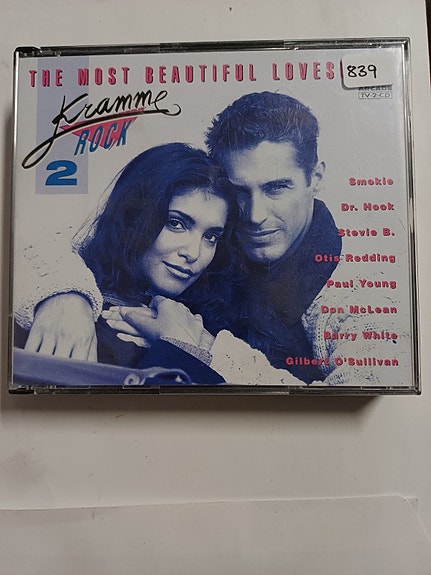 THE MOST BEAUTIFUL LOVES
839
ARCADE
TV-2-CD
Kramme
ROCK
2
Smokie
Dr. Hook
Stevie B.
Otis Redding
Paul Young
Don McLean
Barry White
Gilbert O'Sullivan